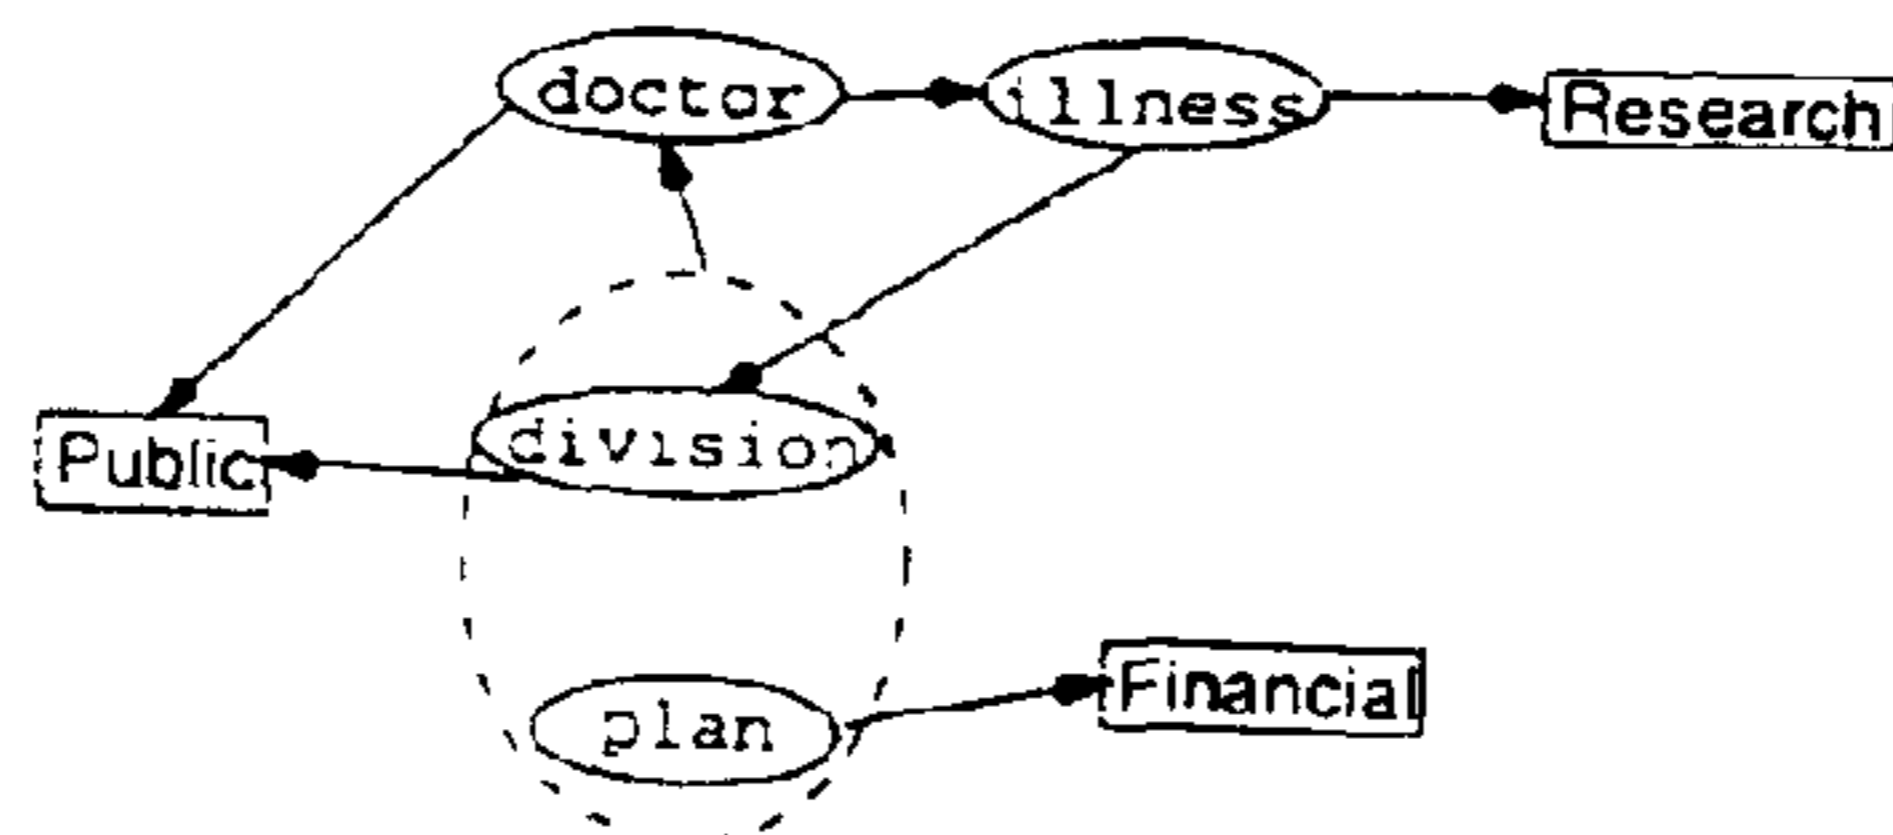 doctor
illness
Research
division
Public
plan
Financial